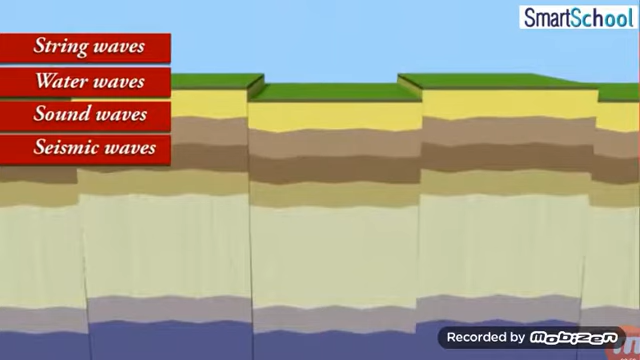 SmartSchool
String waves
Water waves
Sound waves
Seismic waves
Recorded by mobizen